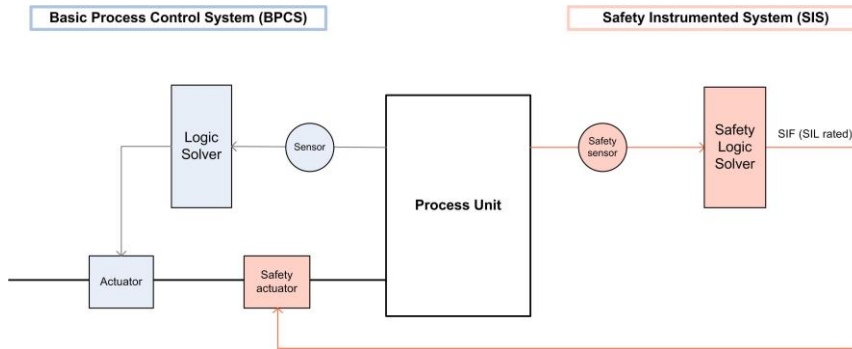 Basic Process Control System (BPCS)
Safety Instrumented System (SIS)
Logic
Solver
Sensor
Process Unit
Safety
sensor
Safety
Logic
Solver
SIF (SIL rated)
Actuator
Safety
actuator